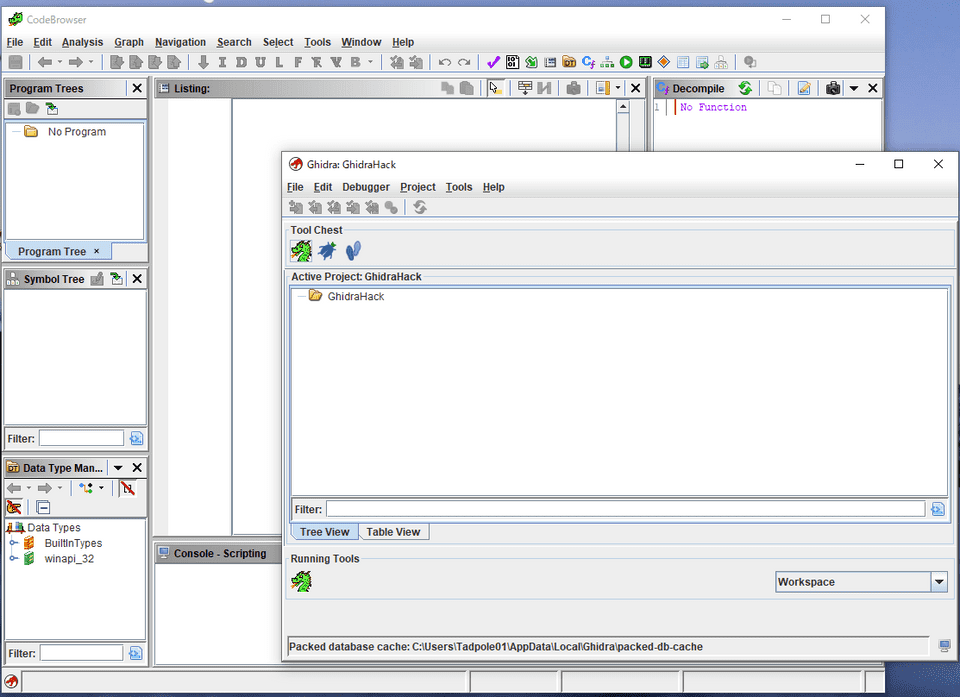 CodeBrowser
File Edit Analysis Graph Navigation Search Select Tools Window Help
I D U L F V B
Program Trees
Listing:
Decompile
1 No Function
No Program
Program Tree ×
Symbol Tree
Filter:
Data Type Man...
Data Types
BuiltInTypes
winapi_32
Filter:
Console - Scripting
Ghidra: GhidraHack
File Edit Debugger Project Tools Help
Tool Chest
Active Project: GhidraHack
GhidraHack
Filter:
Tree View Table View
Running Tools
Workspace
Packed database cache: C:\Users\Tadpole01\AppData\Local\Ghidra\packed-db-cache